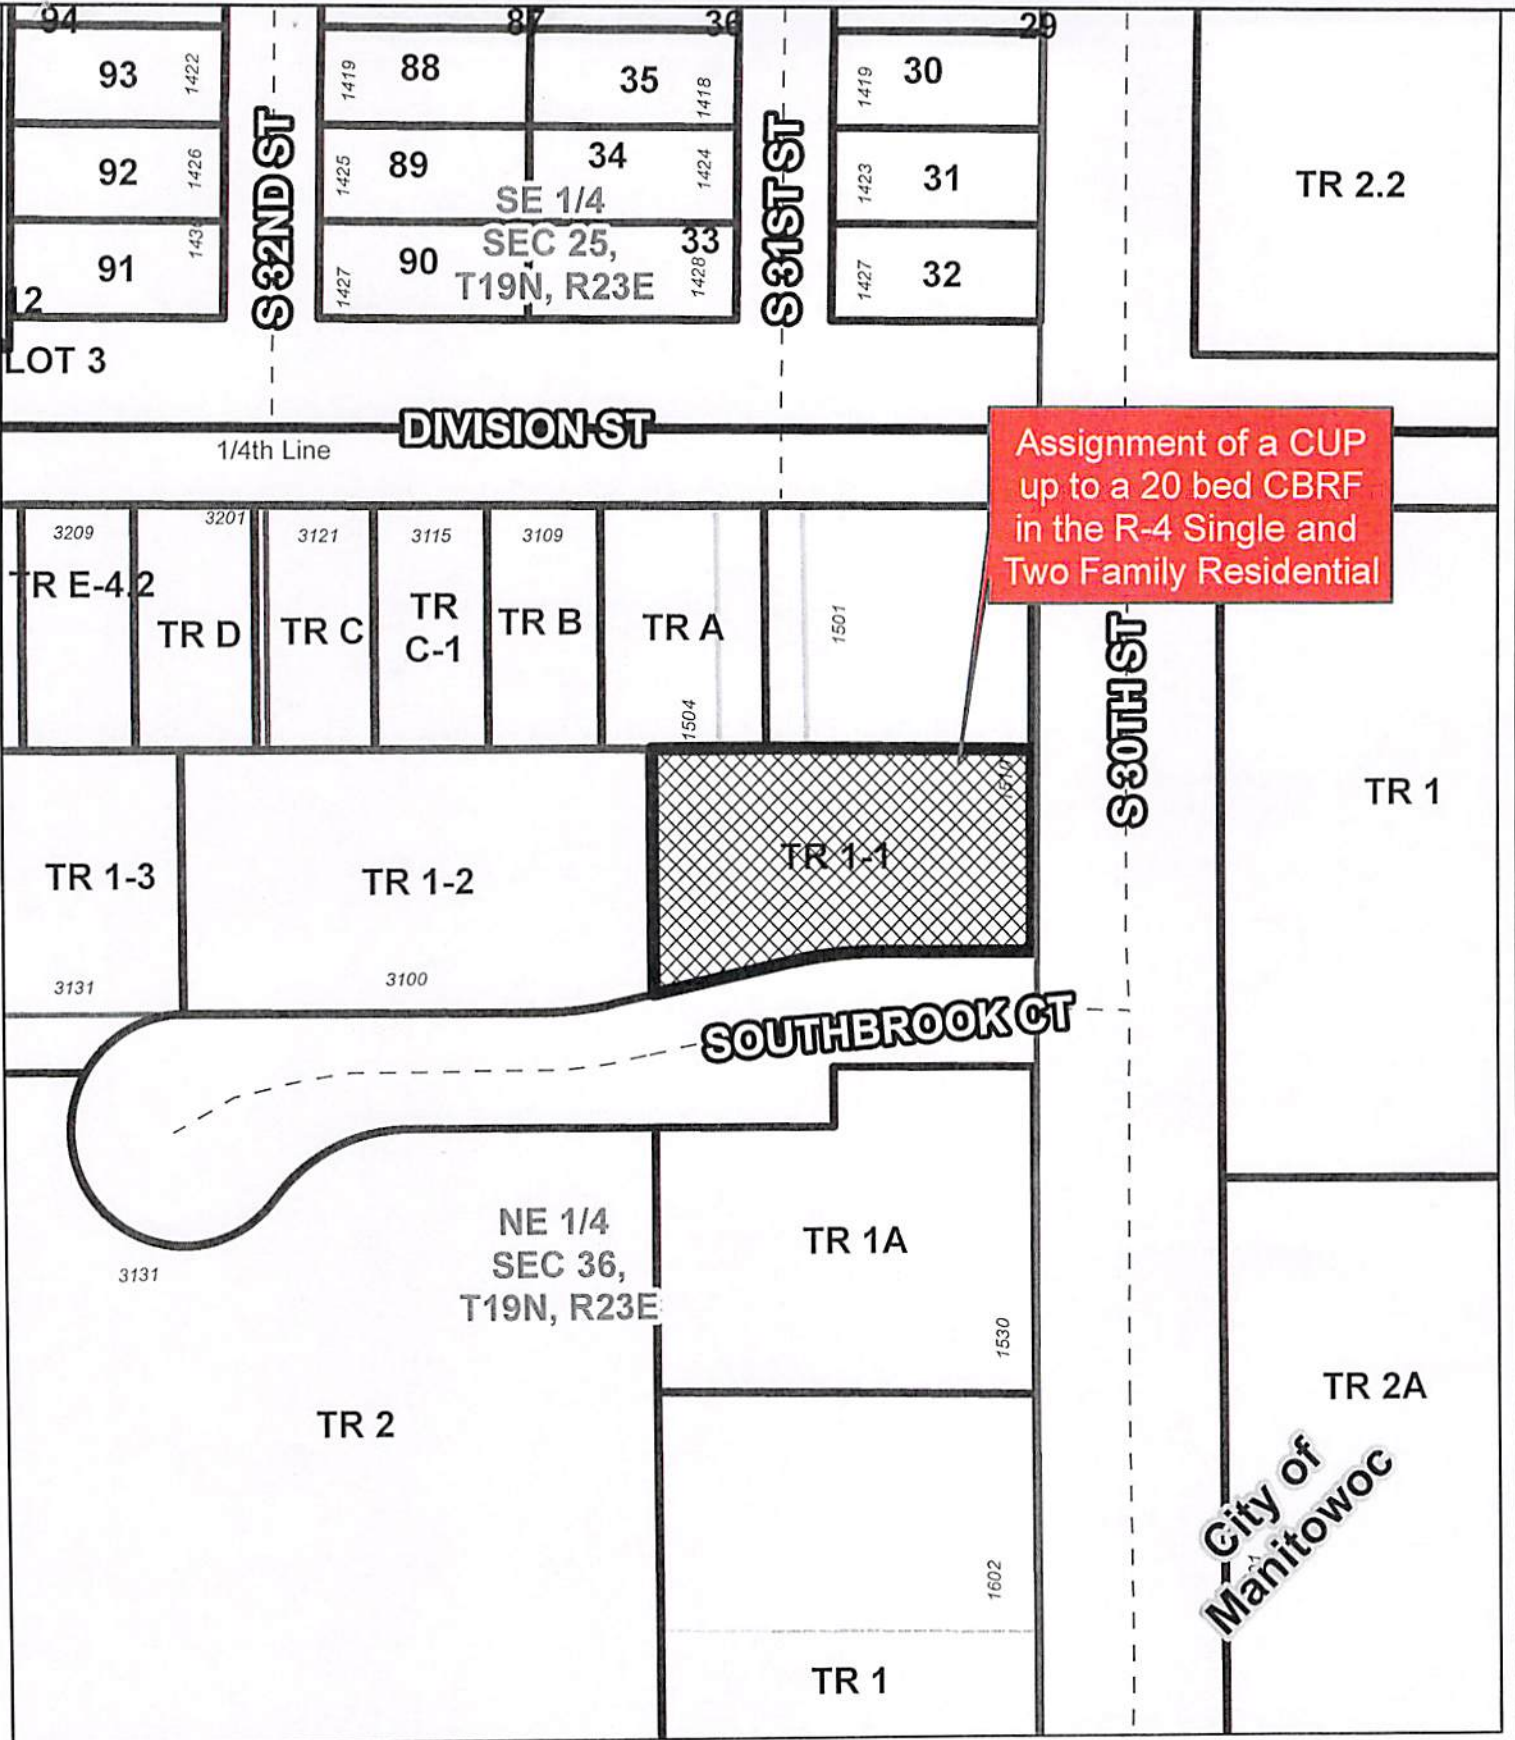 94
87
36
29
93
1422
1419
88
35
1418
1419
30
92
1426
1425
89
34
1424
1423
31
TR 2.2
91
1427
90
33
1428
1427
32
12
S 32ND ST
S 31ST ST
SE 1/4
SEC 25,
T19N, R23E
LOT 3
DIVISION ST
1/4th Line
Assignment of a CUP
up to a 20 bed CBRF
in the R-4 Single and
Two Family Residential
3209
3201
3121
3115
3109
TR E-4.2
TR D
TR C
TR
C-1
TR B
TR A
1504
1501
S 30TH ST
TR 1
TR 1-3
TR 1-2
TR 1-1
1510
3131
3100
SOUTHBROOK CT
NE 1/4
SEC 36,
T19N, R23E
TR 1A
1530
3131
TR 2
TR 2A
City of
Manitowoc
1602
TR 1